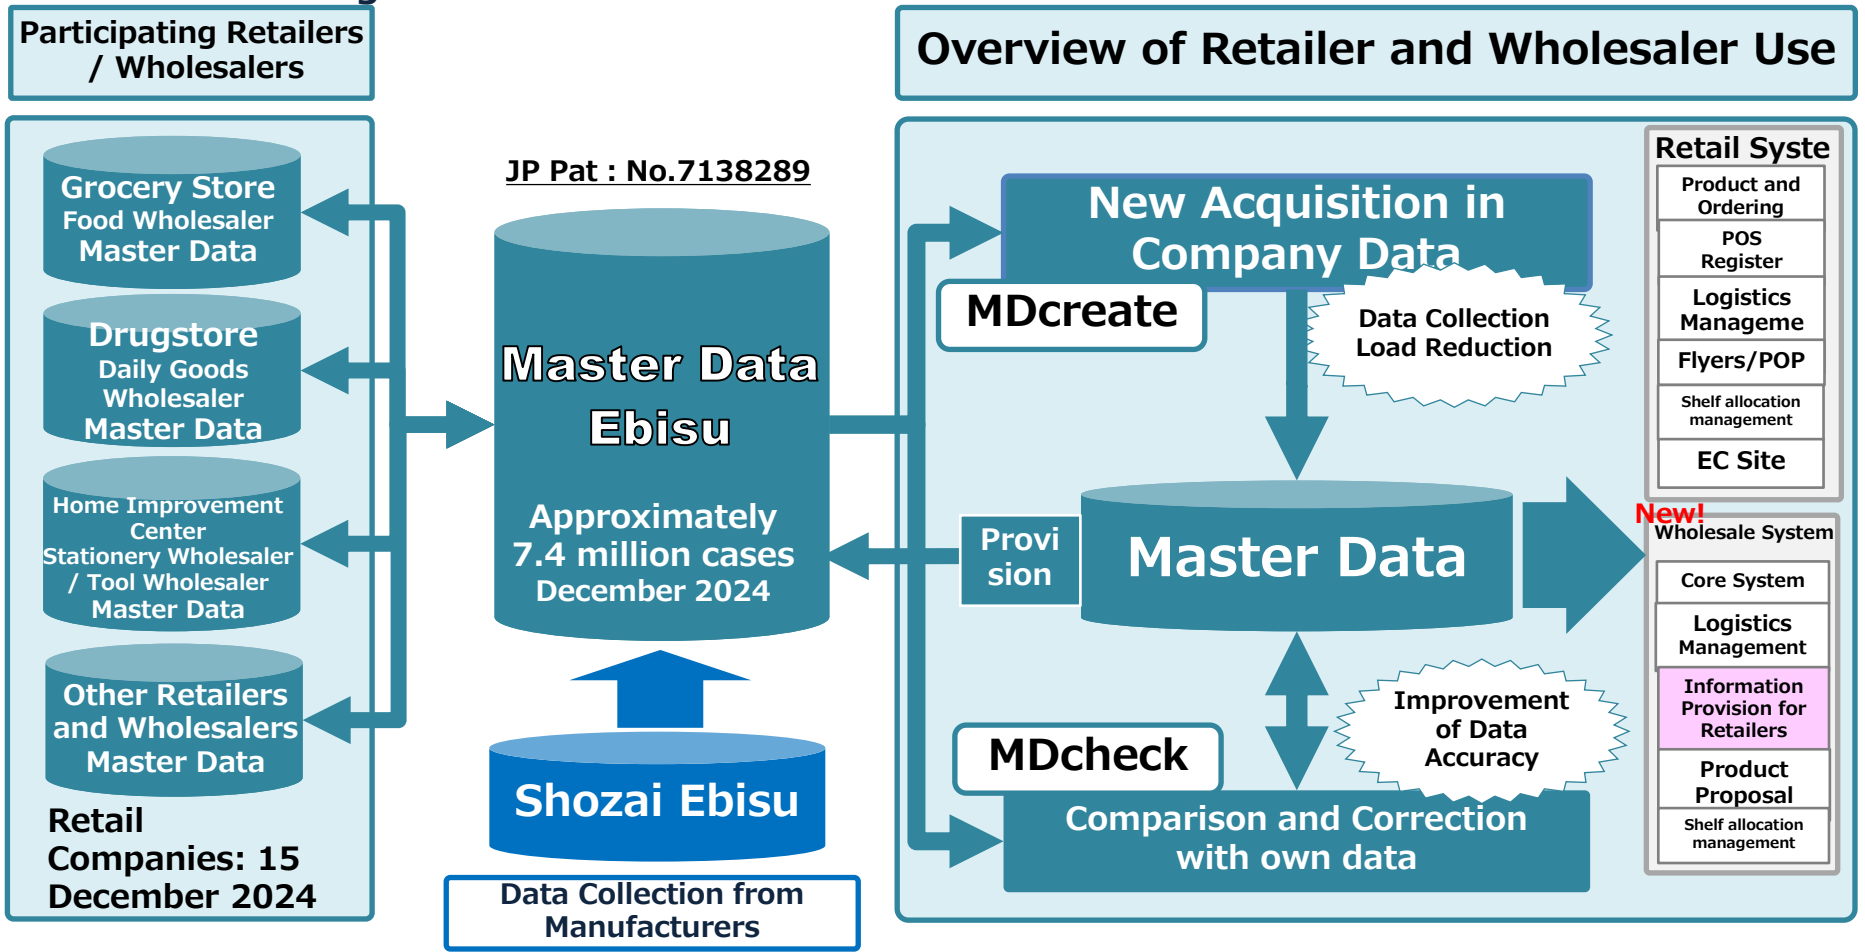 Participating Retailers
/ Wholesalers
Overview of Retailer and Wholesaler Use
Grocery Store
Food Wholesaler
Master Data
Drugstore
Daily Goods
Wholesaler
Master Data
Home Improvement
Center
Stationery Wholesaler
/ Tool Wholesaler
Master Data
Other Retailers
and Wholesalers
Master Data
Retail
Companies: 15
December 2024
JP Pat : No.7138289
Master Data
Ebisu
Approximately
7.4 million cases
December 2024
Shozai Ebisu
Data Collection from
Manufacturers
New Acquisition in
Company Data
MDcreate
Data Collection
Load Reduction
Provi
sion
Master Data
MDcheck
Improvement
of Data
Accuracy
Comparison and Correction
with own data
Retail Syste
Product and
Ordering
POS
Register
Logistics
Manageme
Flyers/POP
Shelf allocation
management
EC Site
New!
Wholesale System
Core System
Logistics
Management
Information
Provision for
Retailers
Product
Proposal
Shelf allocation
management